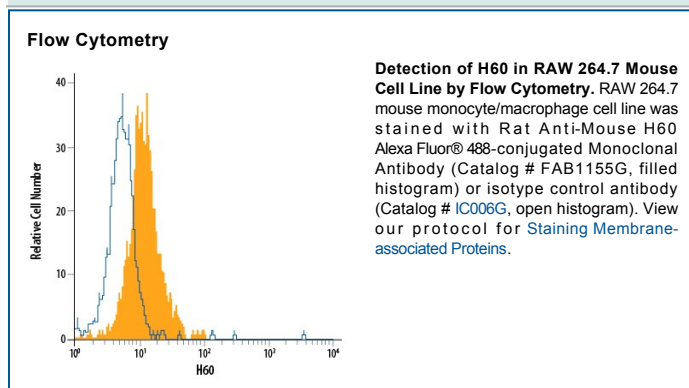 Flow Cytometry
40
30
20
10
0
Relative Cell Number
10⁰ 10¹ 10² 10³ 10⁴
H60
Detection of H60 in RAW 264.7 Mouse
Cell Line by Flow Cytometry. RAW 264.7
mouse monocyte/macrophage cell line was
stained with Rat Anti-Mouse H60
Alexa Fluor® 488-conjugated Monoclonal
Antibody (Catalog # FAB1155G, filled
histogram) or isotype control antibody
(Catalog # IC006G, open histogram). View
our protocol for Staining Membrane-
associated Proteins.